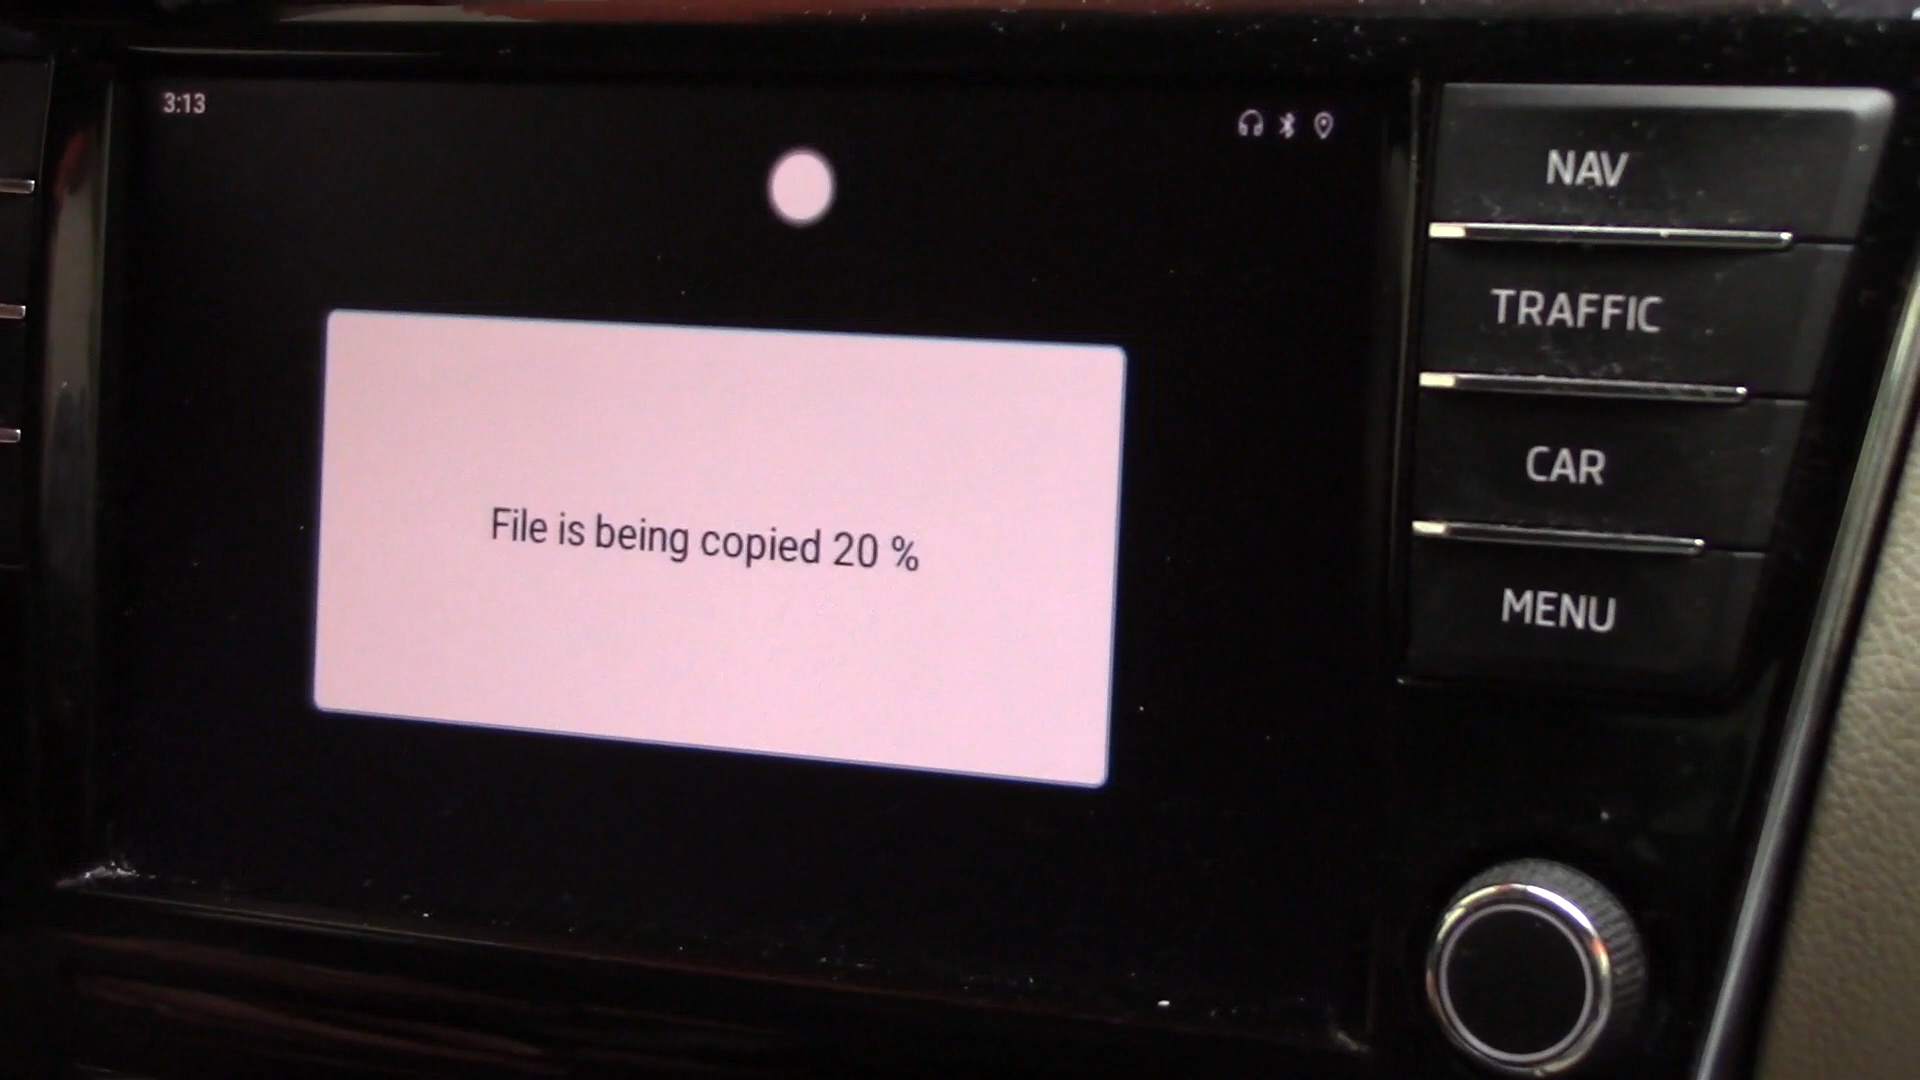 3:13
File is being copied 20 %
NAV
TRAFFIC
CAR
MENU